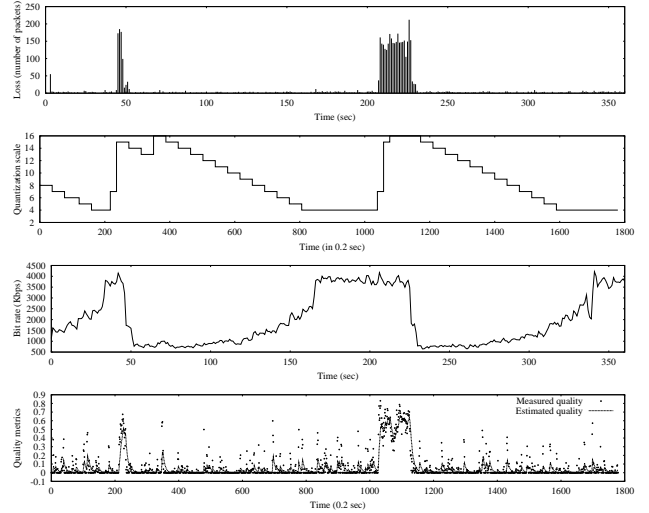 250
200
150
100
50
0
Loss (number of packets)
0 50 100 150 200 250 300 350
Time (sec)
16
14
12
10
8
6
4
2
Quantization scale
0 200 400 600 800 1000 1200 1400 1600 1800
Time (in 0.2 sec)
4500
4000
3500
3000
2500
2000
1500
1000
500
Bit rate (Kbps)
0 50 100 150 200 250 300 350
Time (sec)
0.9
0.8
0.7
0.6
0.5
0.4
0.3
0.2
0.1
0
-0.1
Quality metrics
Measured quality
Estimated quality
0 200 400 600 800 1000 1200 1400 1600 1800
Time (0.2 sec)